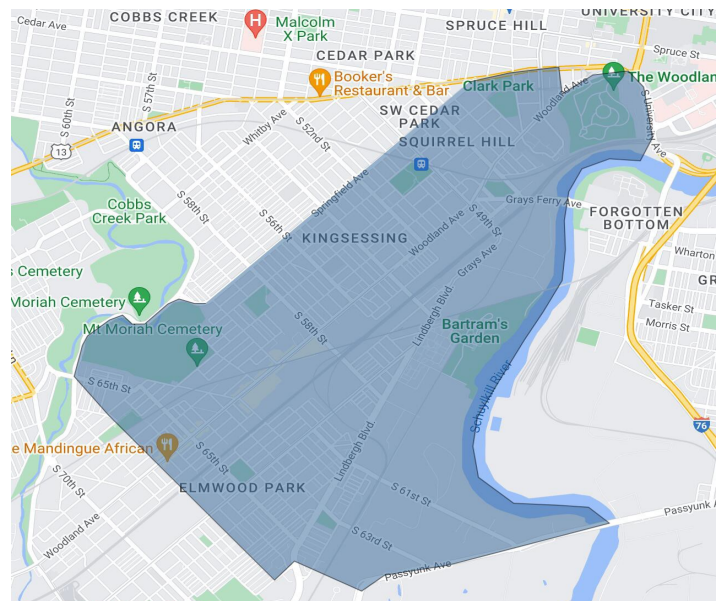 UNIVERSITY CITY
COBBS CREEK
Cedar Ave
H
Malcolm
X Park
SPRUCE HILL
Spruce St
CEDAR PARK
Booker's
Restaurant & Bar
The Woodlan
Clark Park
Woodland Ave
S 57th St
S 60th St
SW CEDAR
PARK
S University Ave
ANGORA
Whitby Ave
S 52nd St
SQUIRREL HILL
13
Springfield Ave
S 58th St
Cobbs
Creek Park
Grays Ferry Ave
FORGOTTEN
BOTTOM
S 56th St
S 49th St
Woodland Ave
KINGSESSING
Grays Ave
Wharton
s Cemetery
GR
Lindbergh Blvd.
Moriah Cemetery
Tasker St
Mt Moriah Cemetery
S 58th St
Bartram's
Garden
Morris St
Schuylkill River
S 65th St
76
e Mandingue African
S 65th St
Lindbergh Blvd.
S 70th St
ELMWOOD PARK
S 61st St
Passyunk A
Woodland Ave
S 63rd St
Passyunk Ave